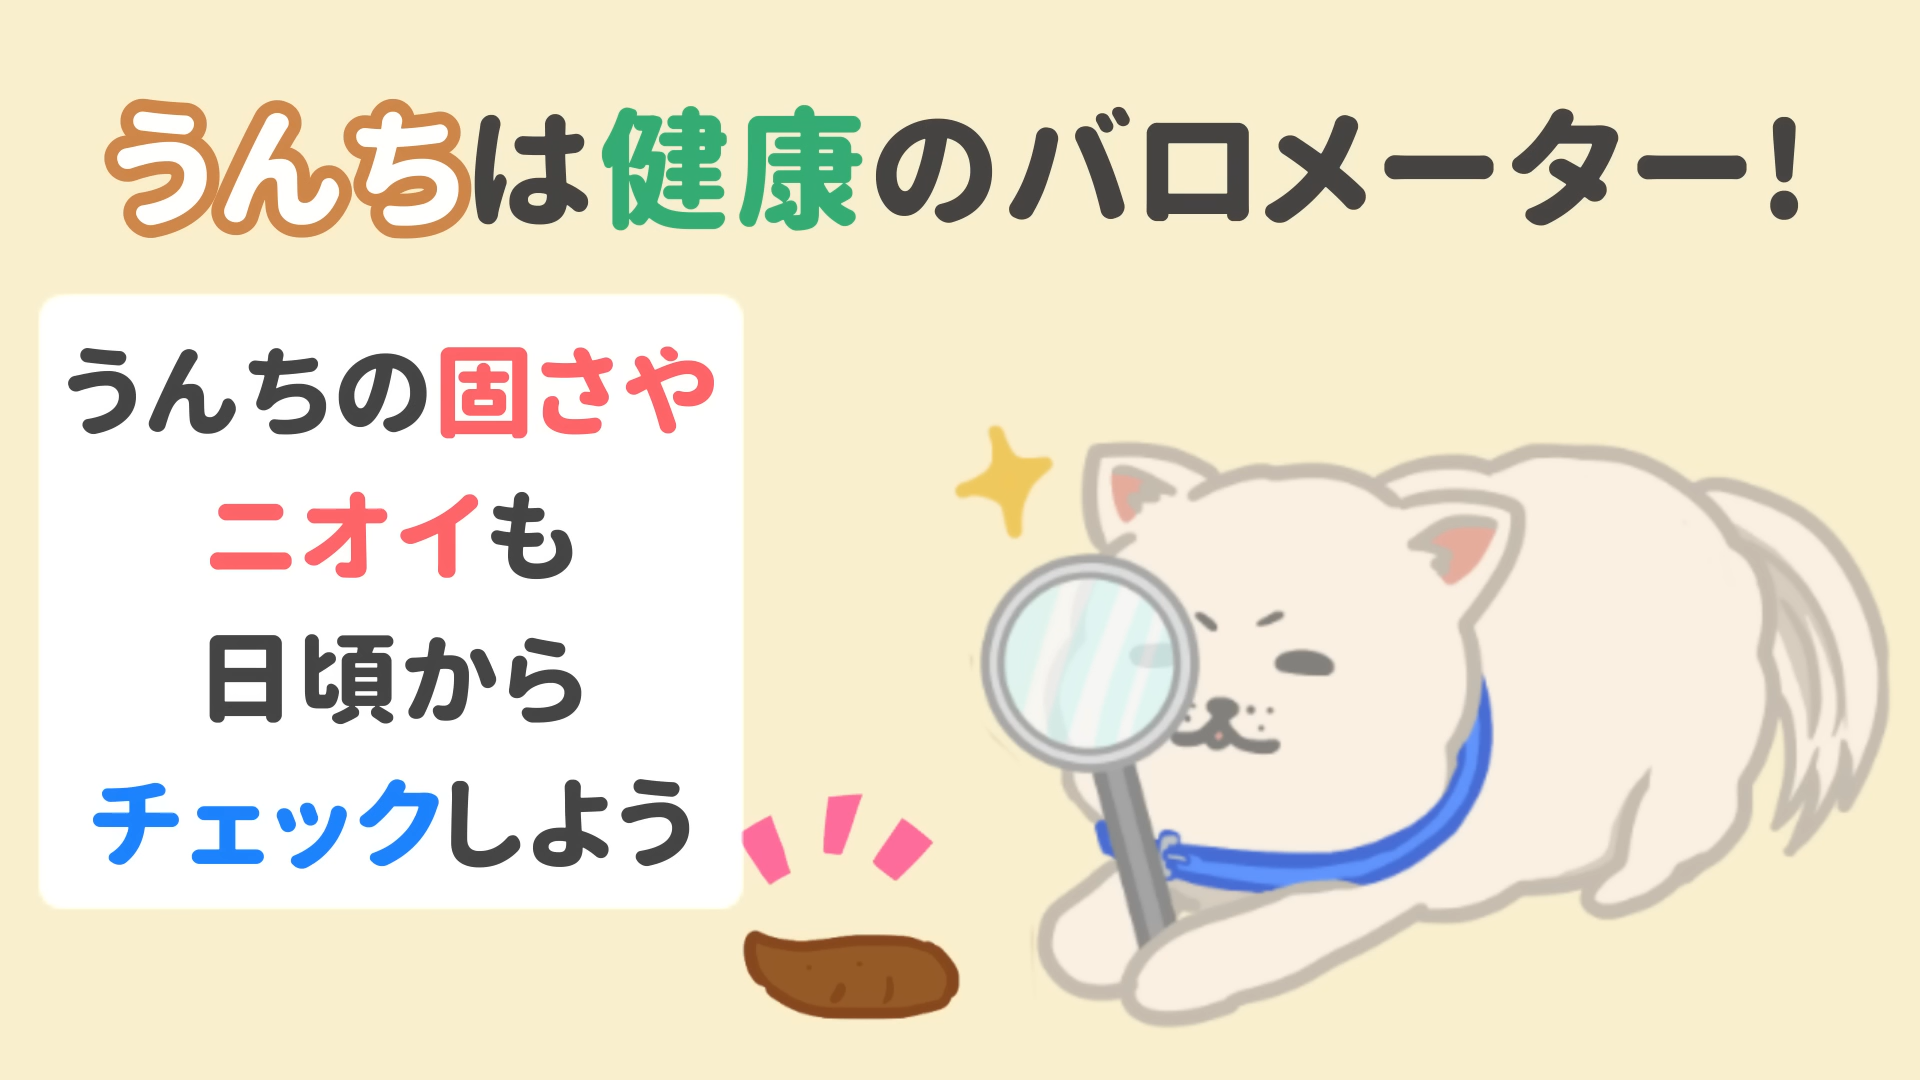 うんちは健康のバロメーター!
うんちの固さや
ニオイも
日頃から
チェックしよう